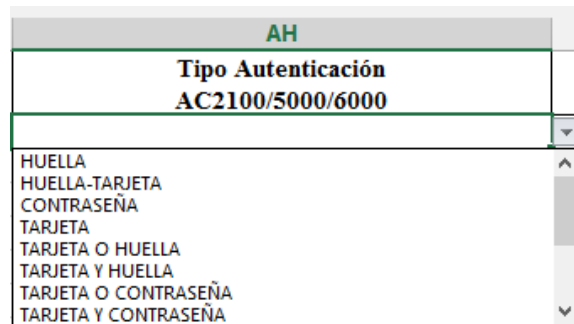 AH
Tipo Autenticación
AC2100/5000/6000
HUELLA
HUELLA-TARJETA
CONTRASEÑA
TARJETA
TARJETA O HUELLA
TARJETA Y HUELLA
TARJETA O CONTRASEÑA
TARJETA Y CONTRASEÑA